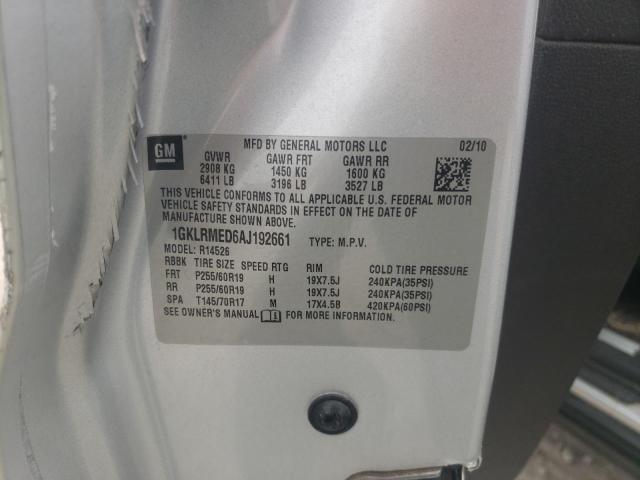 GM
MFD BY GENERAL MOTORS LLC 02/10
GVWR GAWR FRT GAWR RR
2908 KG 1450 KG 1600 KG
6411 LB 3196 LB 3527 LB
THIS VEHICLE CONFORMS TO ALL APPLICABLE U.S. FEDERAL MOTOR
VEHICLE SAFETY STANDARDS IN EFFECT ON THE DATE OF
MANUFACTURE SHOWN ABOVE.
1GKLRMED6AJ192661 TYPE: M.P.V.
MODEL: R14526
RBBK TIRE SIZE SPEED RTG RIM COLD TIRE PRESSURE
FRT P255/60R19 H 19X7.5J 240KPA(35PSI)
RR P255/60R19 H 19X7.5J 240KPA(35PSI)
SPA T145/70R17 M 17X4.5B 420KPA(60PSI)
SEE OWNER'S MANUAL FOR MORE INFORMATION.